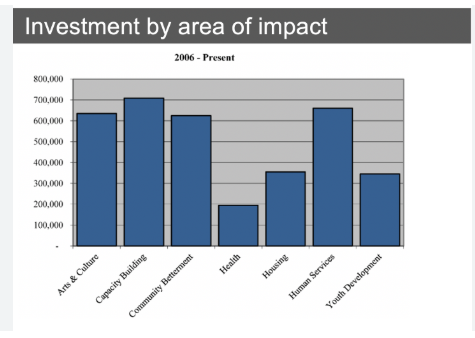 Investment by area of impact
2006 - Present
800,000
700,000
600,000
500,000
400,000
300,000
200,000
100,000
-
Arts & Culture
Capacity Building
Community Betterment
Health
Housing
Human Services
Youth Development